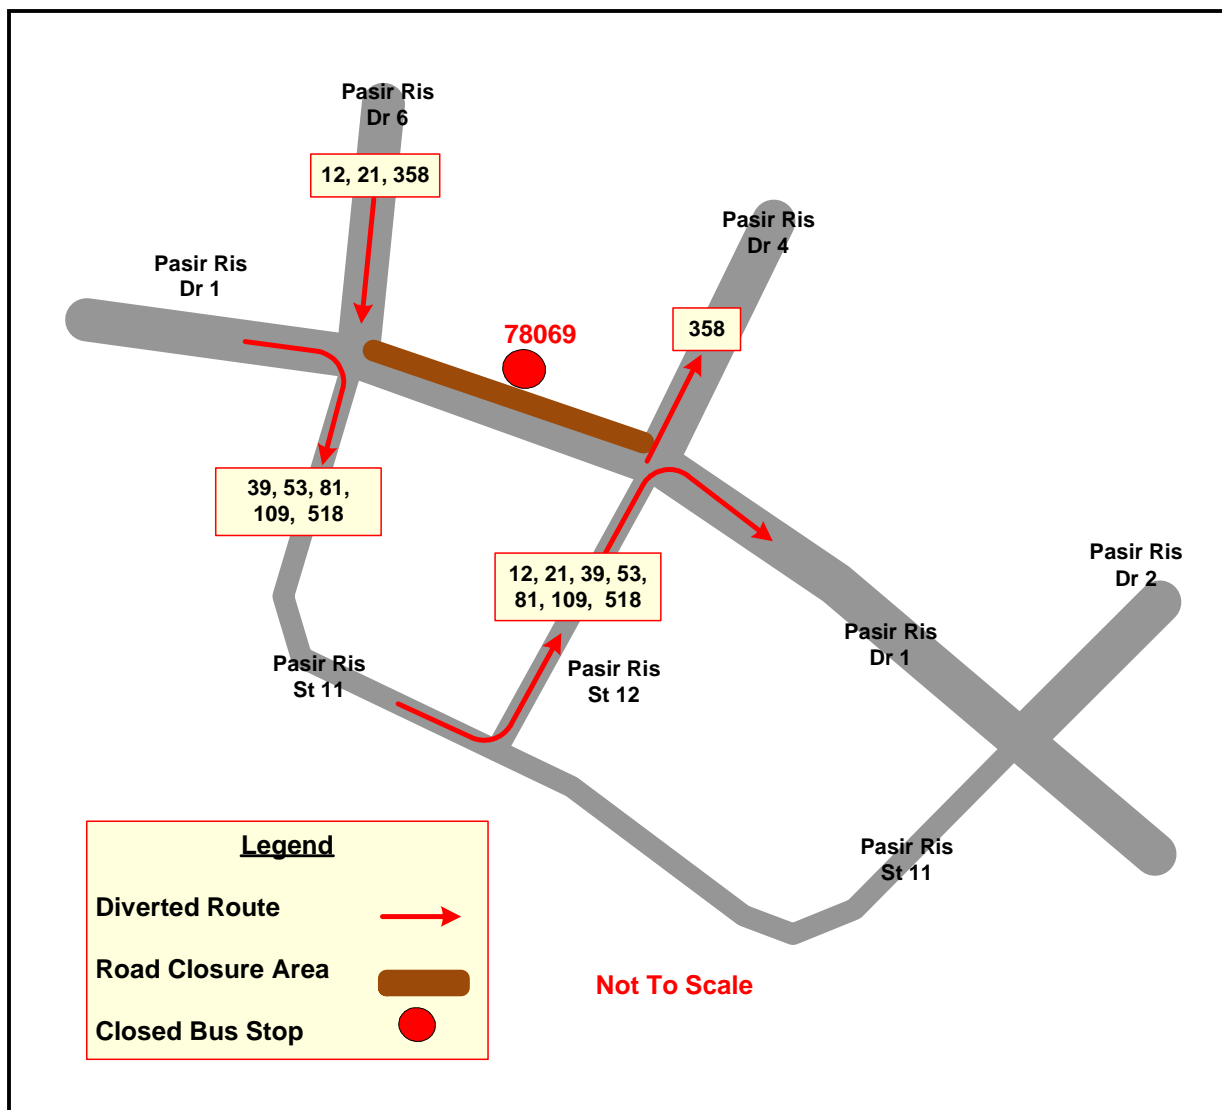 Pasir Ris
Dr 6
12, 21, 358
Pasir Ris
Dr 4
Pasir Ris
Dr 1
78069
358
39, 53, 81,
109, 518
12, 21, 39, 53,
81, 109, 518
Pasir Ris
Dr 2
Pasir Ris
Dr 1
Pasir Ris
St 11
Pasir Ris
St 12
Pasir Ris
St 11
Legend
Diverted Route
Road Closure Area
Closed Bus Stop
Not To Scale